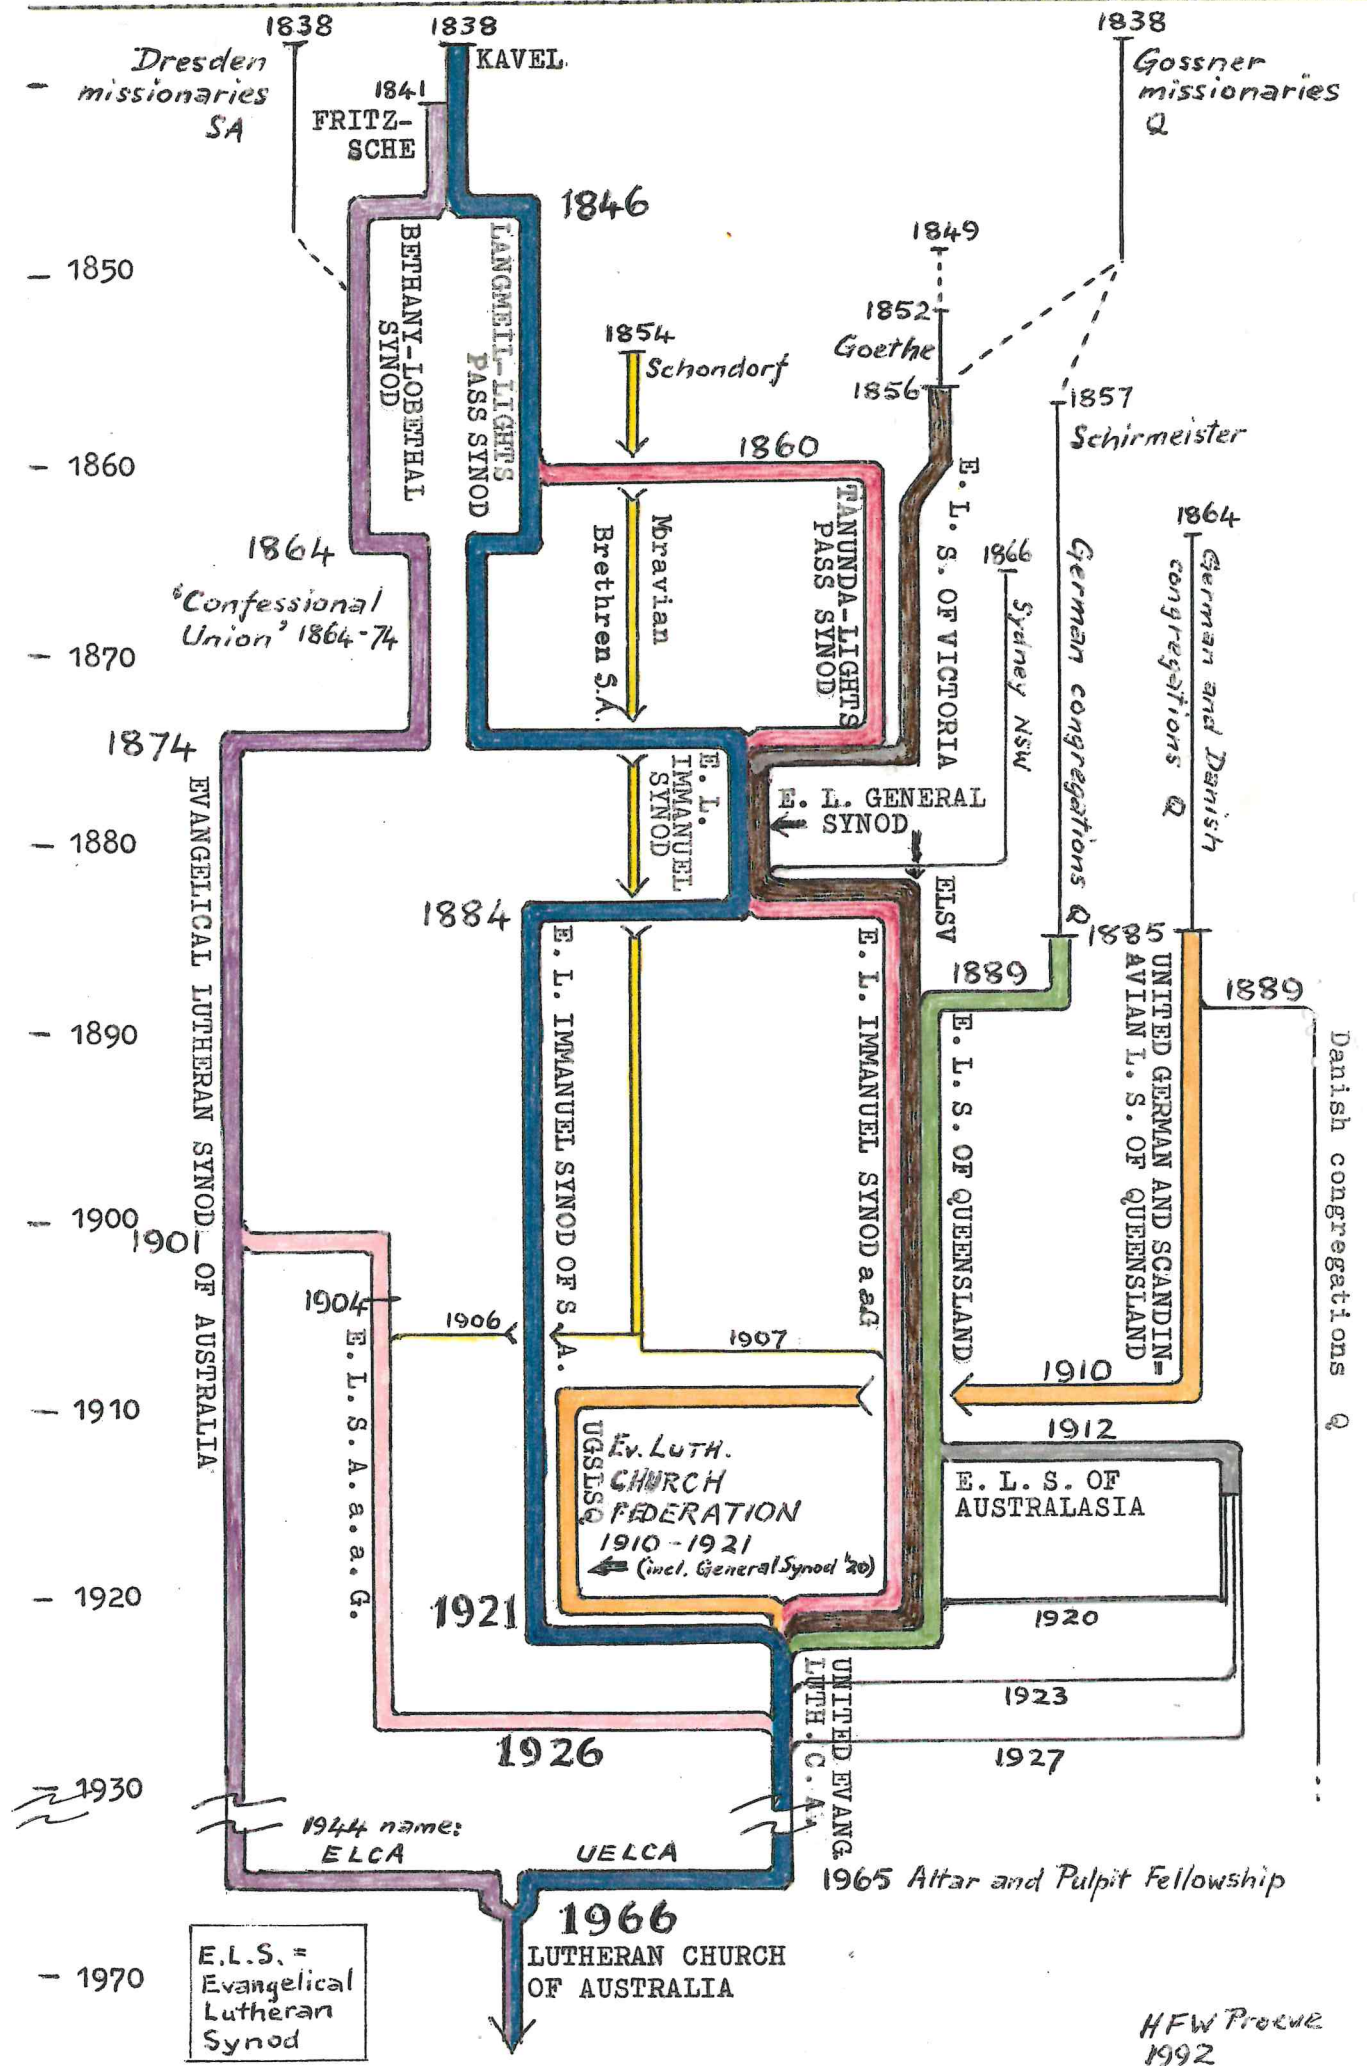 1838
1838
1838
KAVEL
Dresden
missionaries
SA
Gossner
missionaries
Q
1841
FRITZ-
SCHE
1846
BETHANY-LOBETHAL
SYNOD
LANGMEIL-LIGHTS
PASS SYNOD
1849
1850
1852
Goethe
1854
Schondorf
1856
1857
Schirmeister
1860
1860
TANUNDA-LIGHTS
PASS SYNOD
E. L. S. OF VICTORIA
1864
1864
'Confessional
Union' 1864-74
Moravian
Brethren S.A.
1866
Sydney NSW
German congregations Q
German and Danish
congregations Q
1870
1874
EVANGELICAL LUTHERAN SYNOD OF AUSTRALIA
E. L.
IMMANUEL
SYNOD
E. L. GENERAL
SYNOD
1880
ELSV
1884
E. L. IMMANUEL SYNOD OF S. A.
E. L. IMMANUEL SYNOD a aG
1885
UNITED GERMAN AND SCANDIN=
AVIAN L. S. OF QUEENSLAND
1889
1889
E. L. S. OF QUEENSLAND
Danish congregations Q
1890
1900
1901
1904
E. L. S. A. a. a. G.
1906
1907
1910
1910
1912
UGSLSQ
Ev. LUTH.
CHURCH
FEDERATION
1910-1921
(incl. General Synod '20)
E. L. S. OF
AUSTRALASIA
1920
1921
1920
UNITED EVANG
LUTH. C. A.
1923
1926
1927
1930
1944 name:
ELCA
UELCA
1965 Altar and Pulpit Fellowship
1966
LUTHERAN CHURCH
OF AUSTRALIA
1970
E.L.S. =
Evangelical
Lutheran
Synod
HFW Proeve
1992